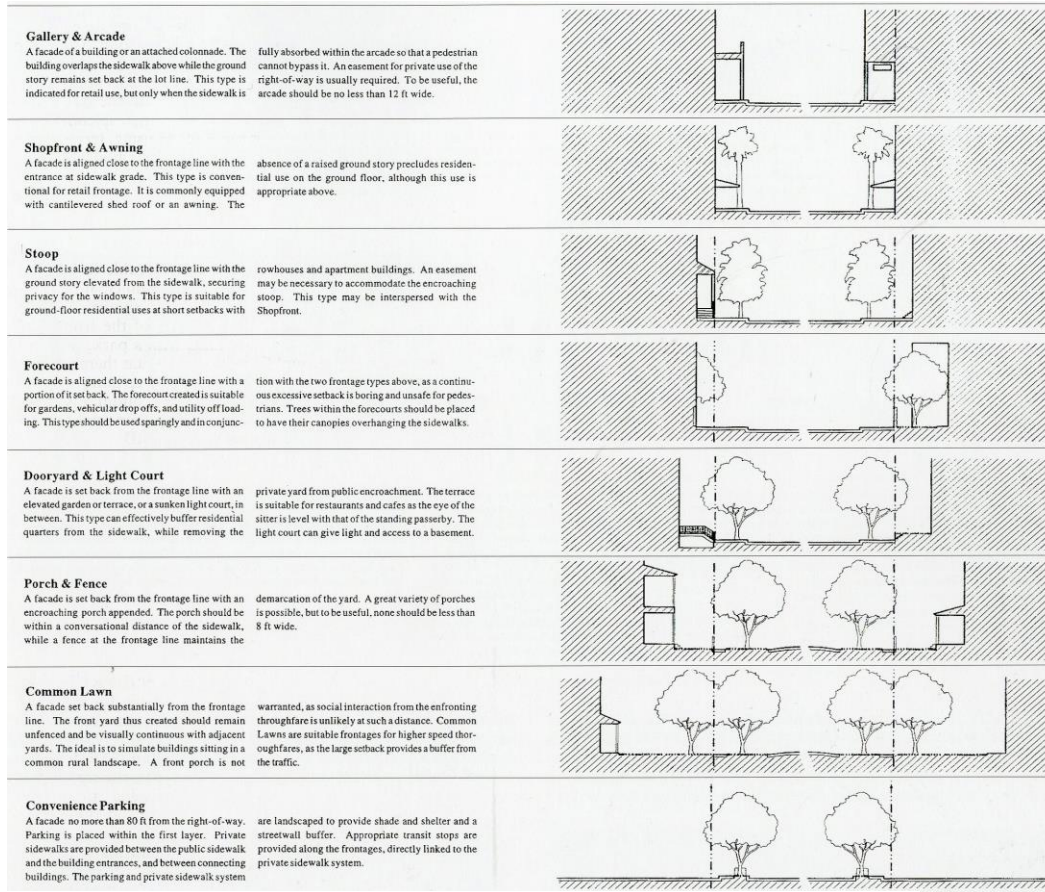 Gallery & Arcade
A facade of a building or an attached colonnade. The
building overlaps the sidewalk above while the ground
story remains set back at the lot line. This type is
indicated for retail use, but only when the sidewalk is
fully absorbed within the arcade so that a pedestrian
cannot bypass it. An easement for private use of the
right-of-way is usually required. To be useful, the
arcade should be no less than 12 ft wide.
Shopfront & Awning
A facade is aligned close to the frontage line with the
entrance at sidewalk grade. This type is conven-
tional for retail frontage. It is commonly equipped
with cantilevered shed roof or an awning. The
absence of a raised ground story precludes residen-
tial use on the ground floor, although this use is
appropriate above.
Stoop
A facade is aligned close to the frontage line with the
ground story elevated from the sidewalk, securing
privacy for the windows. This type is suitable for
ground-floor residential uses at short setbacks with
rowhouses and apartment buildings. An easement
may be necessary to accommodate the encroaching
stoop. This type may be interspersed with the
Shopfront.
Forecourt
A facade is aligned close to the frontage line with a
portion of it set back. The forecourt created is suitable
for gardens, vehicular drop offs, and utility off load-
ing. This type should be used sparingly and in conjunc-
tion with the two frontage types above, as a continu-
ous excessive setback is boring and unsafe for pedes-
trians. Trees within the forecourts should be placed
to have their canopies overhanging the sidewalks.
Dooryard & Light Court
A facade is set back from the frontage line with an
elevated garden or terrace, or a sunken light court, in
between. This type can effectively buffer residential
quarters from the sidewalk, while removing the
private yard from public encroachment. The terrace
is suitable for restaurants and cafes as the eye of the
sitter is level with that of the standing passerby. The
light court can give light and access to a basement.
Porch & Fence
A facade is set back from the frontage line with an
encroaching porch appended. The porch should be
within a conversational distance of the sidewalk,
while a fence at the frontage line maintains the
demarcation of the yard. A great variety of porches
is possible, but to be useful, none should be less than
8 ft wide.
Common Lawn
A facade set back substantially from the frontage
line. The front yard thus created should remain
unfenced and be visually continuous with adjacent
yards. The ideal is to simulate buildings sitting in a
common rural landscape. A front porch is not
warranted, as social interaction from the enfronting
throughfare is unlikely at such a distance. Common
Lawns are suitable frontages for higher speed thor-
oughfares, as the large setback provides a buffer from
the traffic.
Convenience Parking
A facade no more than 80 ft from the right-of-way.
Parking is placed within the first layer. Private
sidewalks are provided between the public sidewalk
and the building entrances, and between connecting
buildings. The parking and private sidewalk system
are landscaped to provide shade and shelter and a
streetwall buffer. Appropriate transit stops are
provided along the frontages, directly linked to the
private sidewalk system.